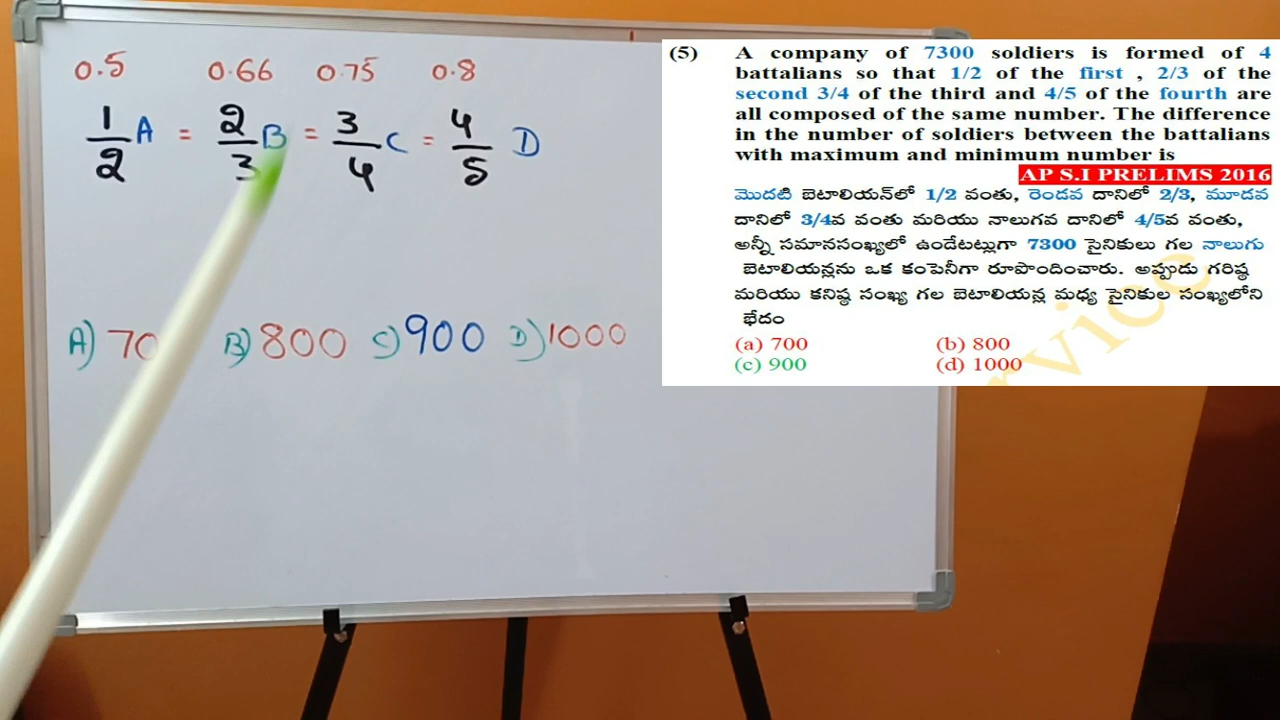 0.5 0.66 0.75 0.8
1/2 A = 2/3 B = 3/4 C = 4/5 D
A) 70 B) 800 C) 900 D) 1000
(5) A company of 7300 soldiers is formed of 4
battalians so that 1/2 of the first , 2/3 of the
second 3/4 of the third and 4/5 of the fourth are
all composed of the same number. The difference
in the number of soldiers between the battalians
with maximum and minimum number is
AP S.I PRELIMS 2016
మొదటి బెటాలియన్‌లో 1/2 వంతు, రెండవ దానిలో 2/3, మూడవ
దానిలో 3/4వ వంతు మరియు నాలుగవ దానిలో 4/5వ వంతు,
అన్నీ సమానసంఖ్యలో ఉండేటట్లుగా 7300 సైనికులు గల నాలుగు
బెటాలియన్లను ఒక కంపెనీగా రూపొందించారు. అప్పుడు గరిష్ఠ
మరియు కనిష్ఠ సంఖ్య గల బెటాలియన్ల మధ్య సైనికుల సంఖ్యలోని
భేదం
(a) 700 (b) 800
(c) 900 (d) 1000